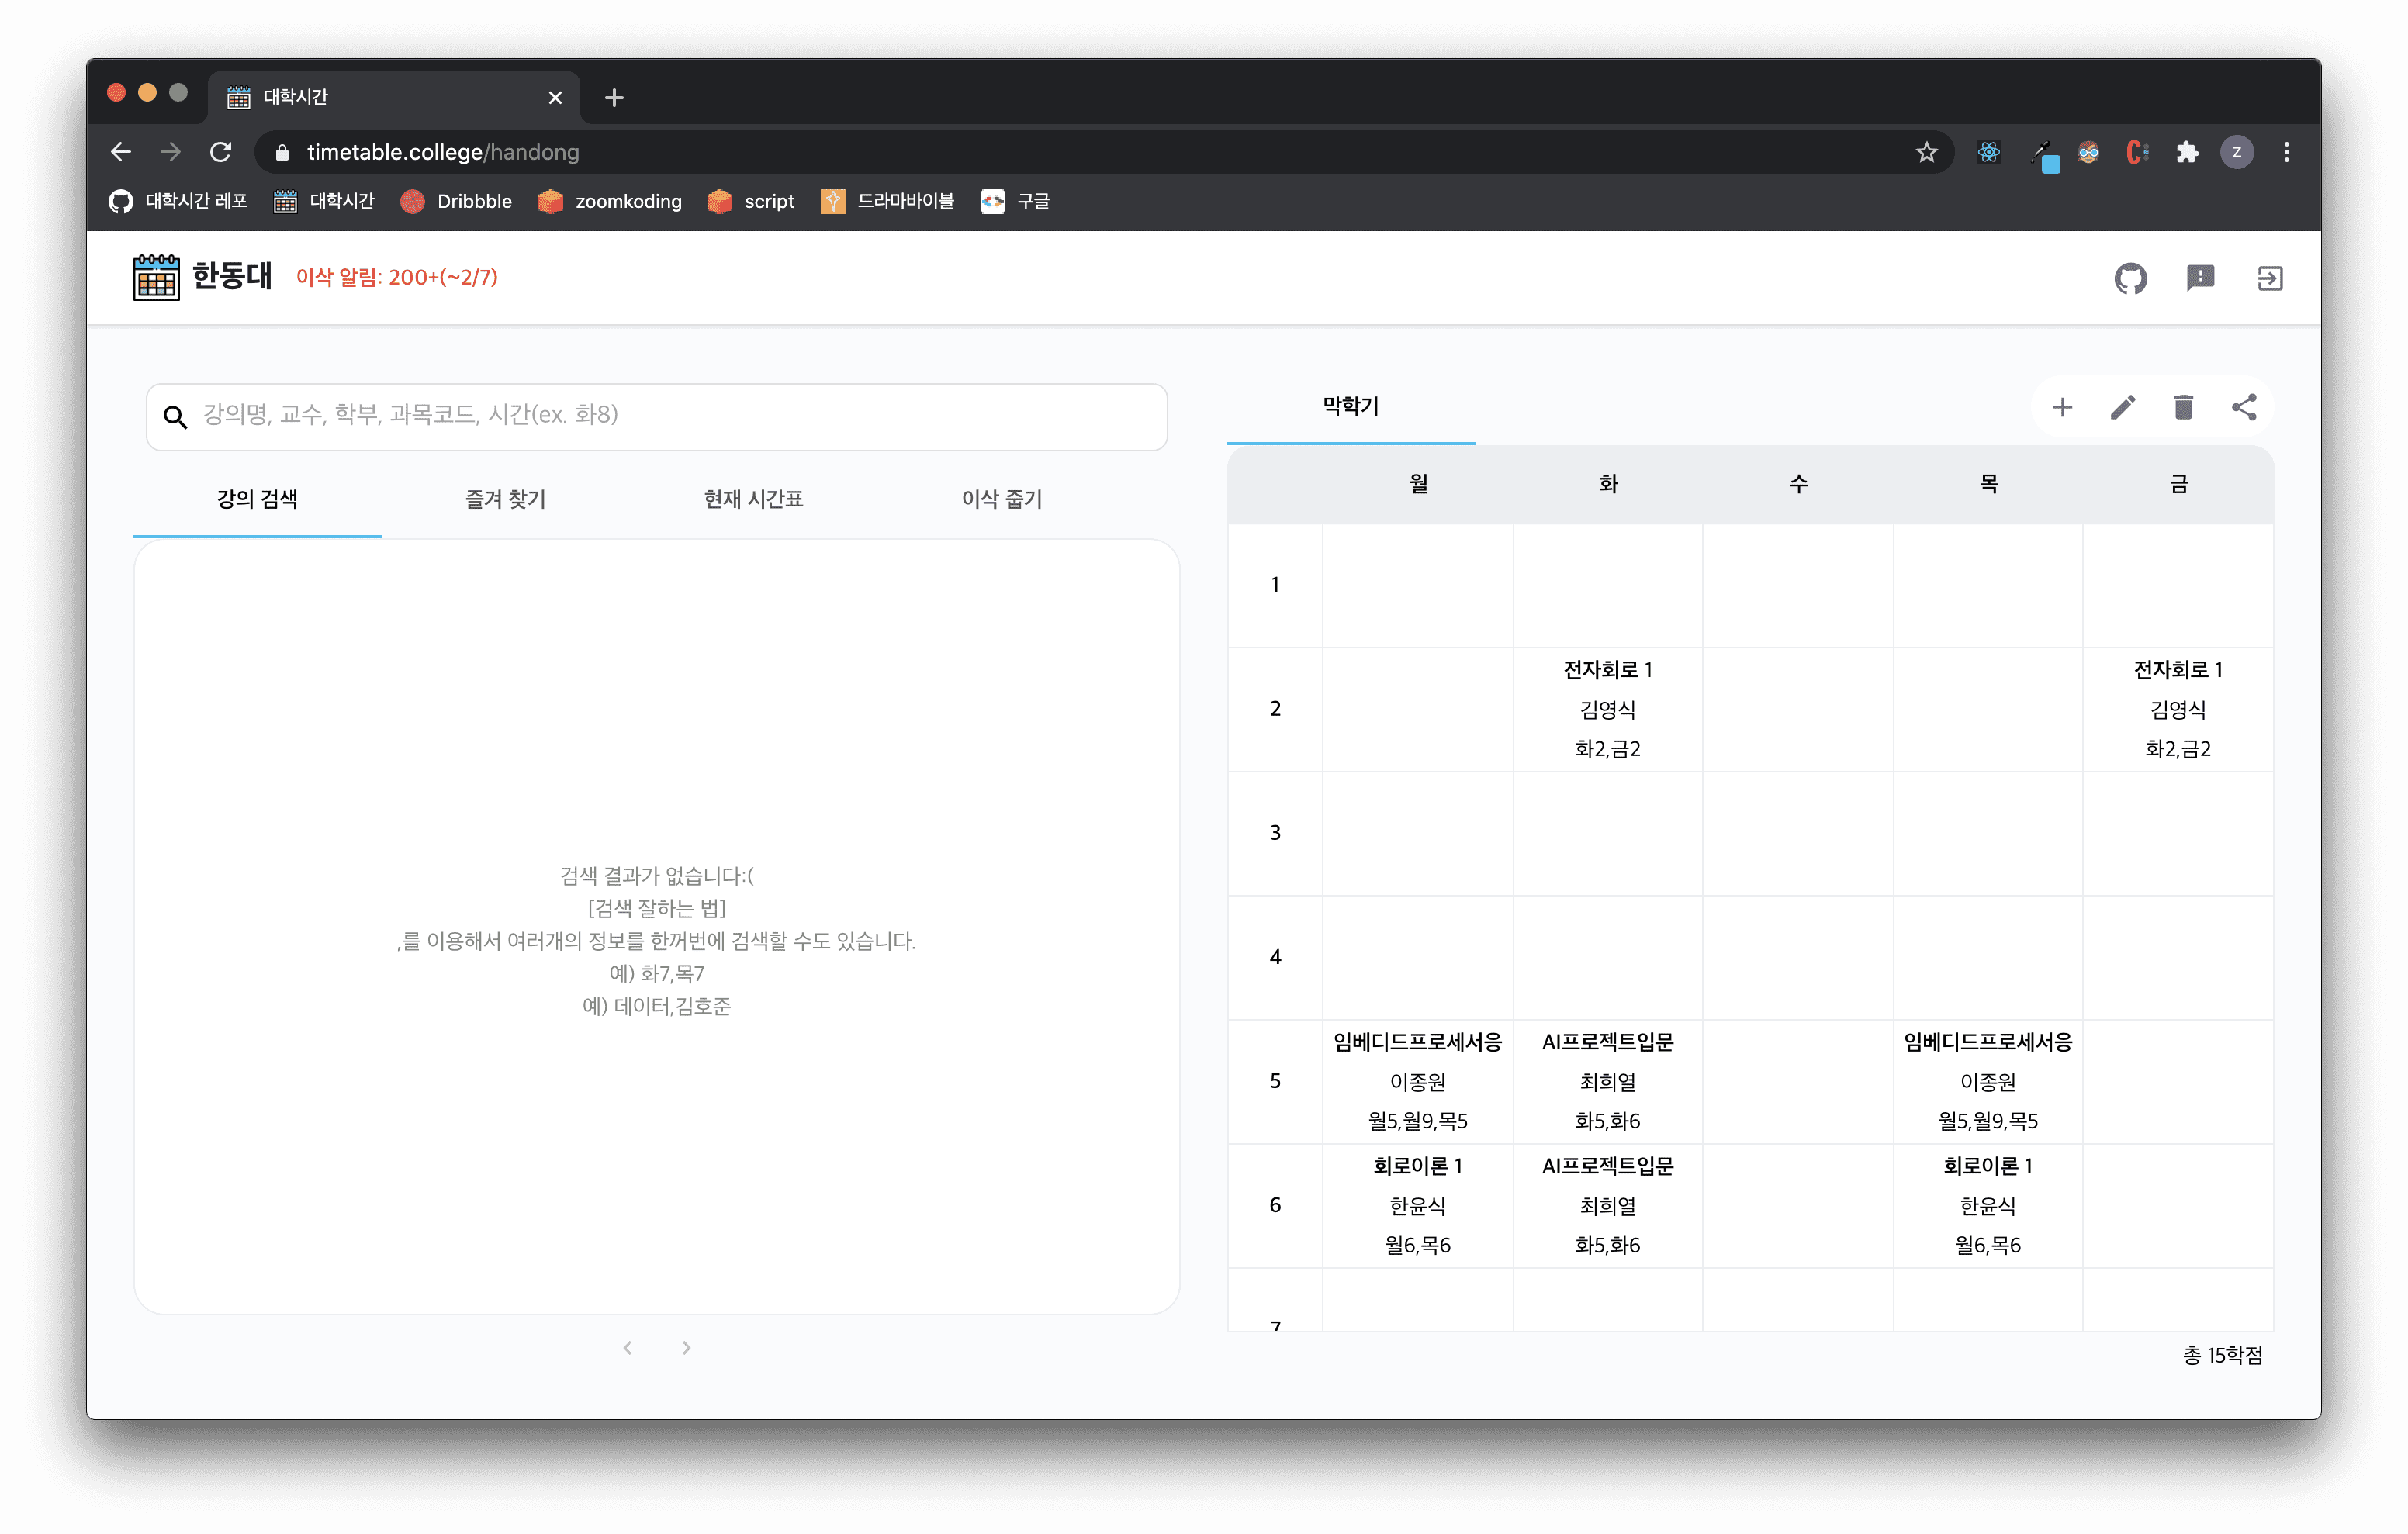 대학시간
timetable.college/handong
z
대학시간 레포
대학시간
Dribbble
zoomkoding
script
드라마바이블
구글
한동대
이삭 알림: 200+(~2/7)
강의명, 교수, 학부, 과목코드, 시간(ex. 화8)
강의 검색
즐겨 찾기
현재 시간표
이삭 줍기
검색 결과가 없습니다:(
[검색 잘하는 법]
,를 이용해서 여러개의 정보를 한꺼번에 검색할 수도 있습니다.
예) 화7,목7
예) 데이터,김호준
막학기
월 화 수 목 금
1
2
전자회로 1
김영식
화2,금2
전자회로 1
김영식
화2,금2
3
4
5
임베디드프로세서응
이종원
월5,월9,목5
AI프로젝트입문
최희열
화5,화6
임베디드프로세서응
이종원
월5,월9,목5
6
회로이론 1
한윤식
월6,목6
AI프로젝트입문
최희열
화5,화6
회로이론 1
한윤식
월6,목6
7
총 15학점